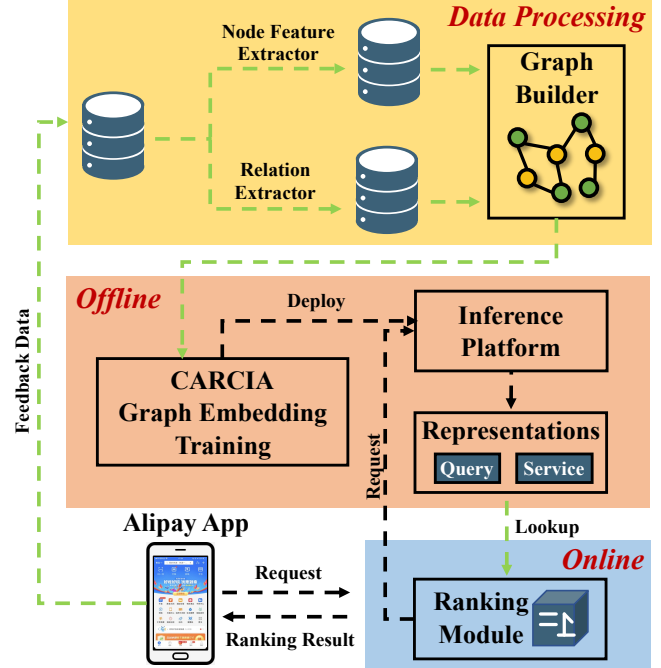 Data Processing
Node Feature
Extractor
Graph
Builder
Relation
Extractor
Feedback Data
Offline
Deploy
Inference
Platform
CARCIA
Graph Embedding
Training
Request
Representations
Query
Service
Lookup
Alipay App
Online
Request
Ranking Result
Ranking
Module